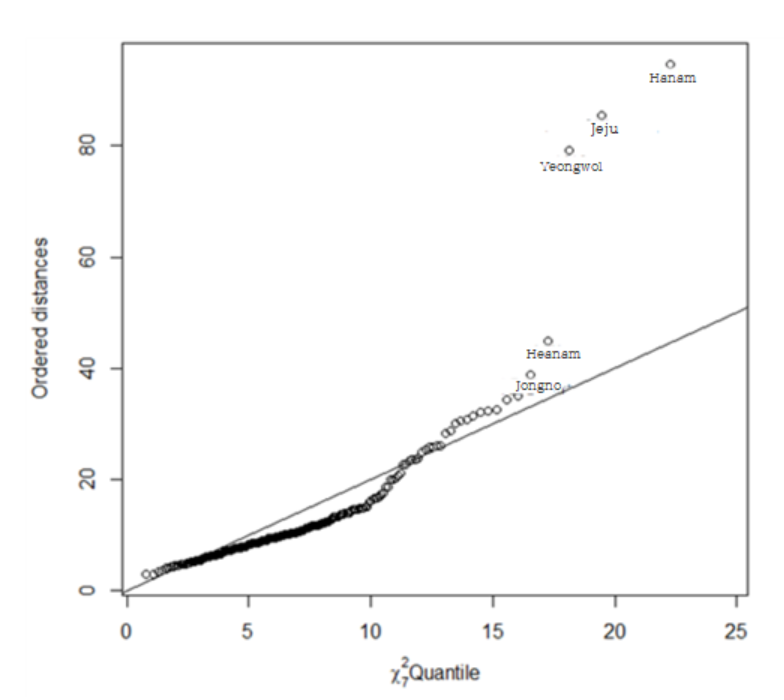 Hanam
Jeju
80
Yeongwol
60
Ordered distances
Heanam
40
Jongno
20
0
0 5 10 15 20 25
χ²₇Quantile